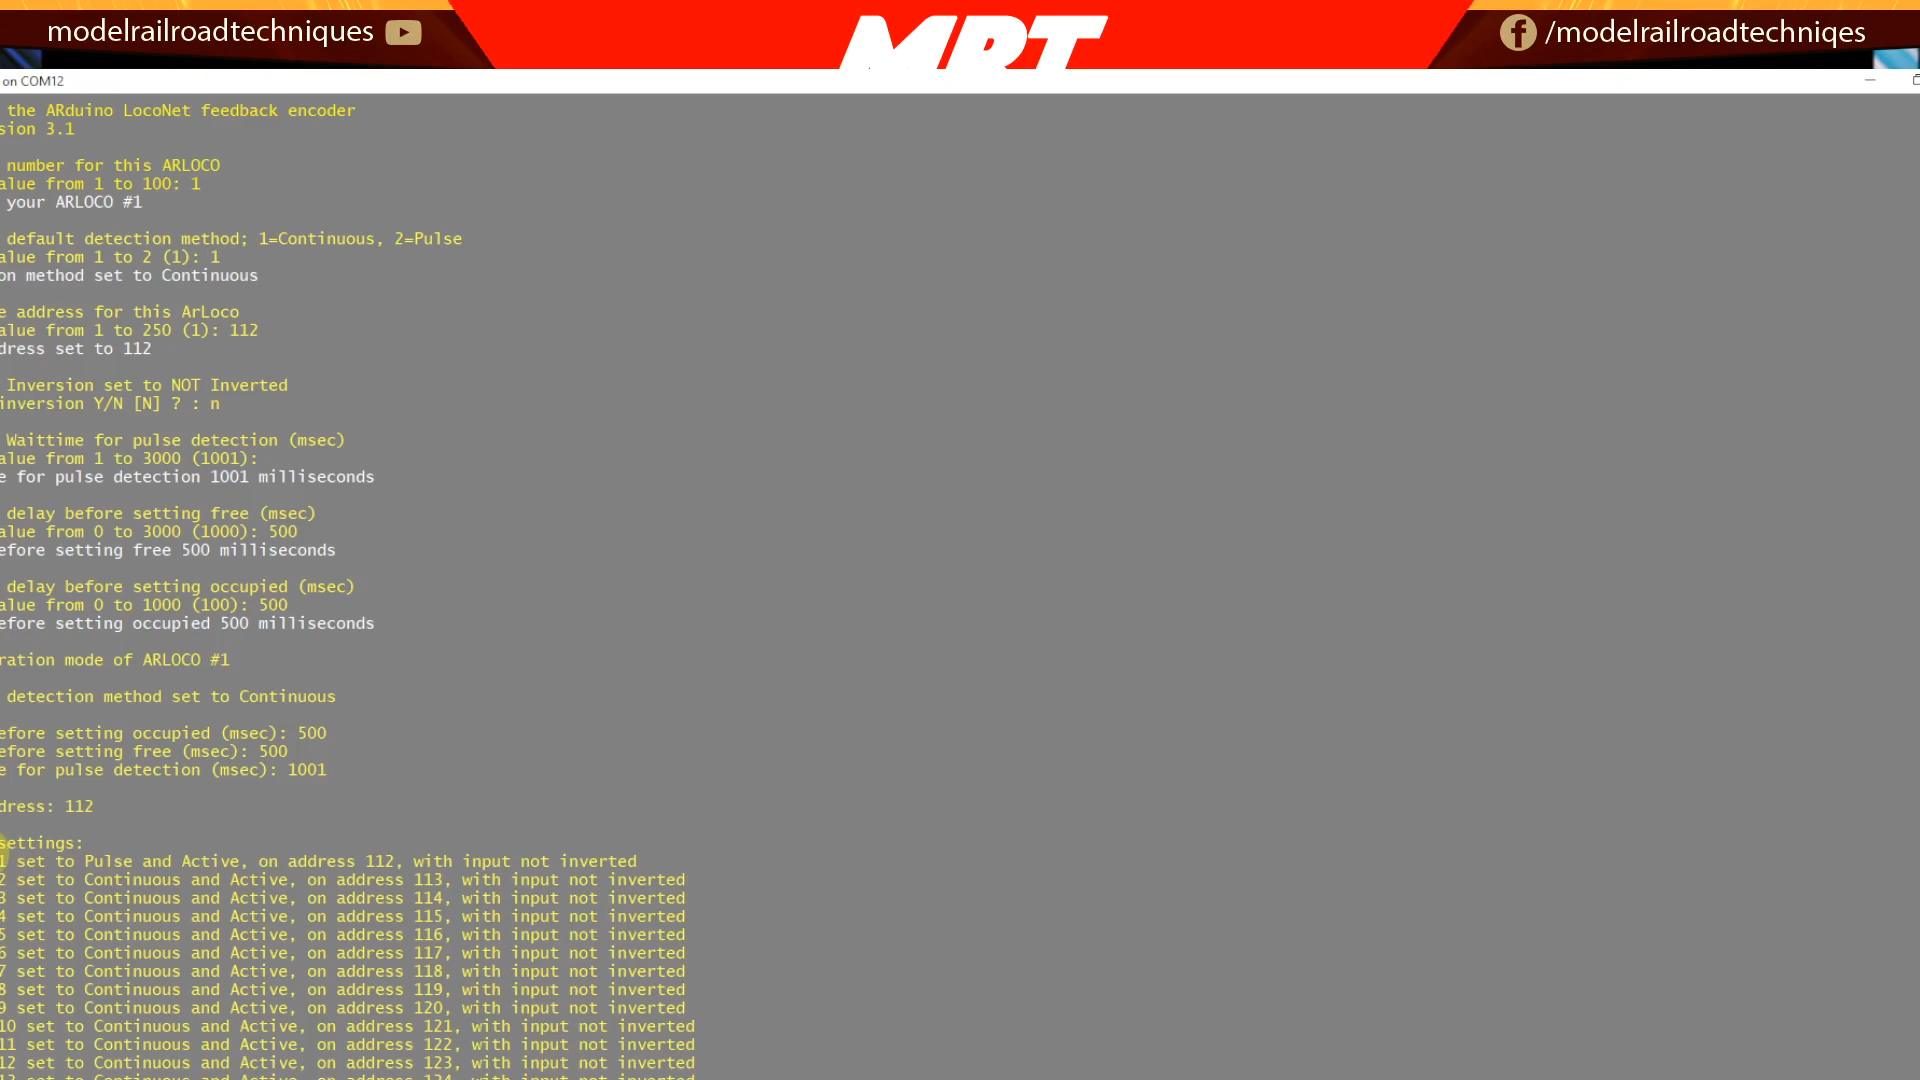 modelrailroadtechniques
MRT
/modelrailroadtechniqes
on COM12
the ARduino LocoNet feedback encoder
sion 3.1
number for this ARLOCO
alue from 1 to 100: 1
your ARLOCO #1
default detection method; 1=Continuous, 2=Pulse
alue from 1 to 2 (1): 1
on method set to Continuous
e address for this ArLoco
alue from 1 to 250 (1): 112
dress set to 112
Inversion set to NOT Inverted
inversion Y/N [N] ? : n
Waittime for pulse detection (msec)
alue from 1 to 3000 (1001):
e for pulse detection 1001 milliseconds
delay before setting free (msec)
alue from 0 to 3000 (1000): 500
efore setting free 500 milliseconds
delay before setting occupied (msec)
alue from 0 to 1000 (100): 500
efore setting occupied 500 milliseconds
ration mode of ARLOCO #1
detection method set to Continuous
efore setting occupied (msec): 500
efore setting free (msec): 500
e for pulse detection (msec): 1001
dress: 112
settings:
1 set to Pulse and Active, on address 112, with input not inverted
2 set to Continuous and Active, on address 113, with input not inverted
3 set to Continuous and Active, on address 114, with input not inverted
4 set to Continuous and Active, on address 115, with input not inverted
5 set to Continuous and Active, on address 116, with input not inverted
6 set to Continuous and Active, on address 117, with input not inverted
7 set to Continuous and Active, on address 118, with input not inverted
8 set to Continuous and Active, on address 119, with input not inverted
9 set to Continuous and Active, on address 120, with input not inverted
10 set to Continuous and Active, on address 121, with input not inverted
11 set to Continuous and Active, on address 122, with input not inverted
12 set to Continuous and Active, on address 123, with input not inverted
13 set to Continuous and Active, on address 124, with input not inverted